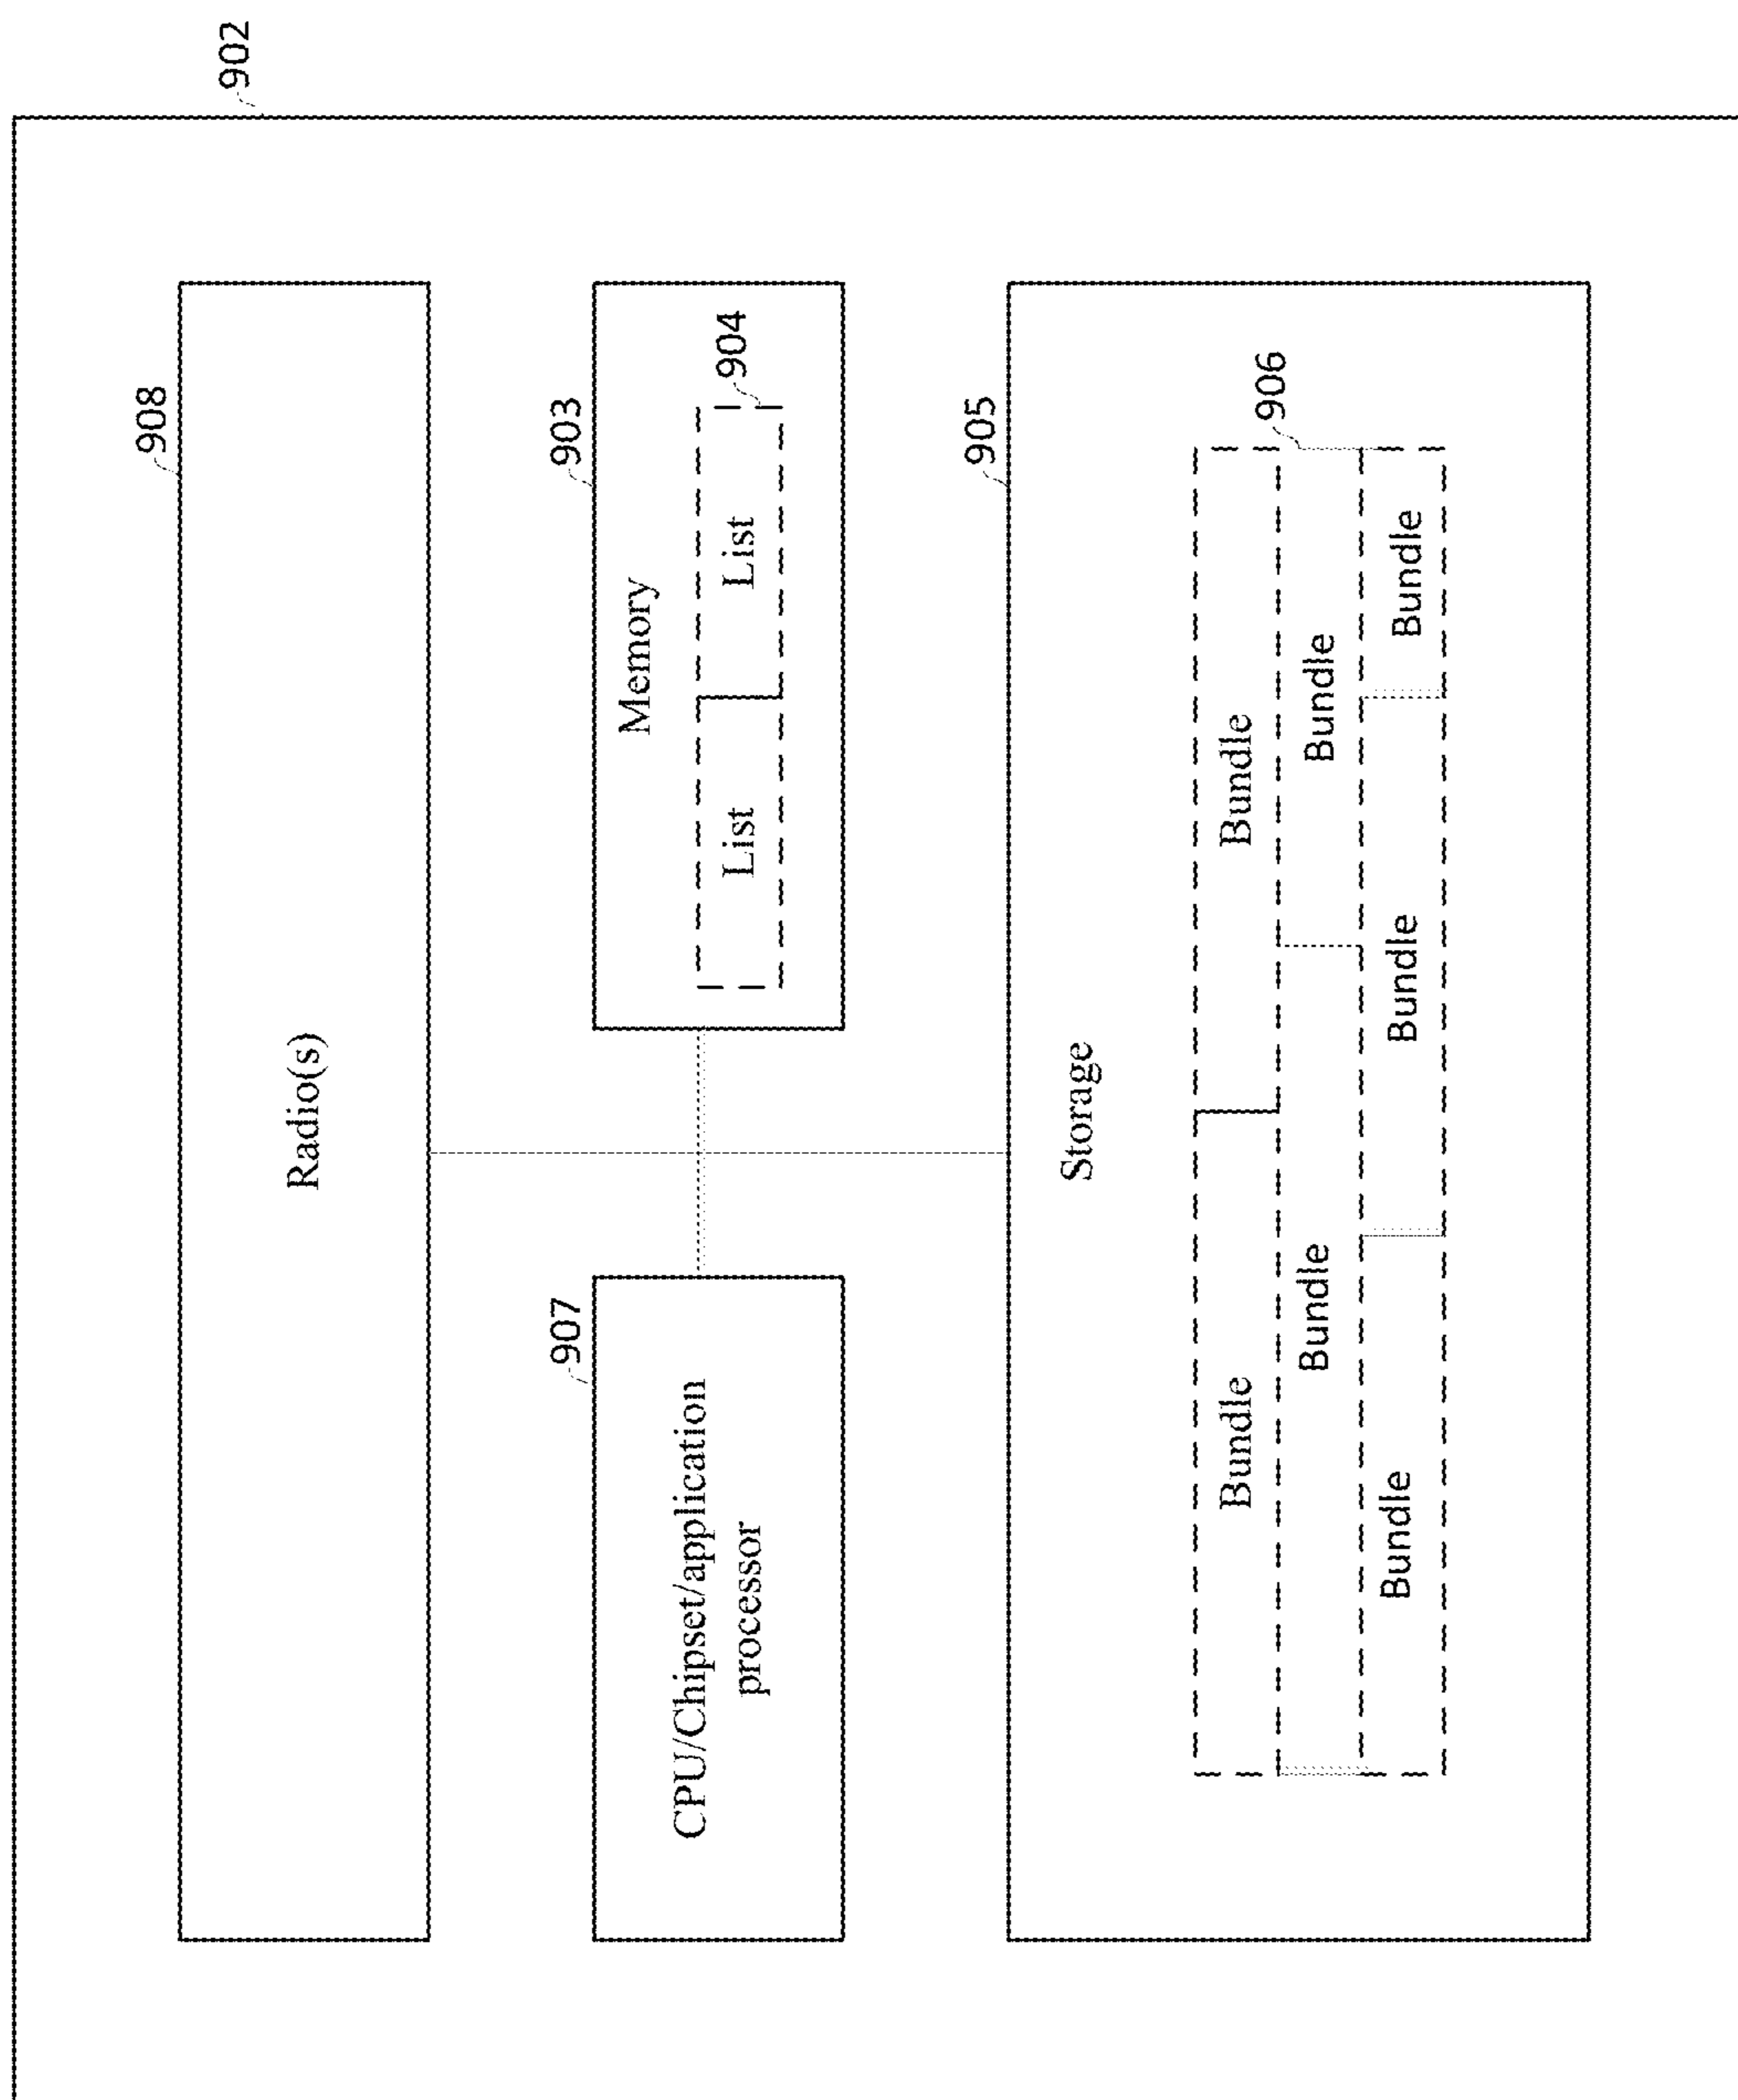 902
908
Radio(s)
907
CPU/Chipset/application
processor
903
Memory
List
List
904
905
Storage
906
Bundle
Bundle
Bundle
Bundle
Bundle
Bundle
Bundle